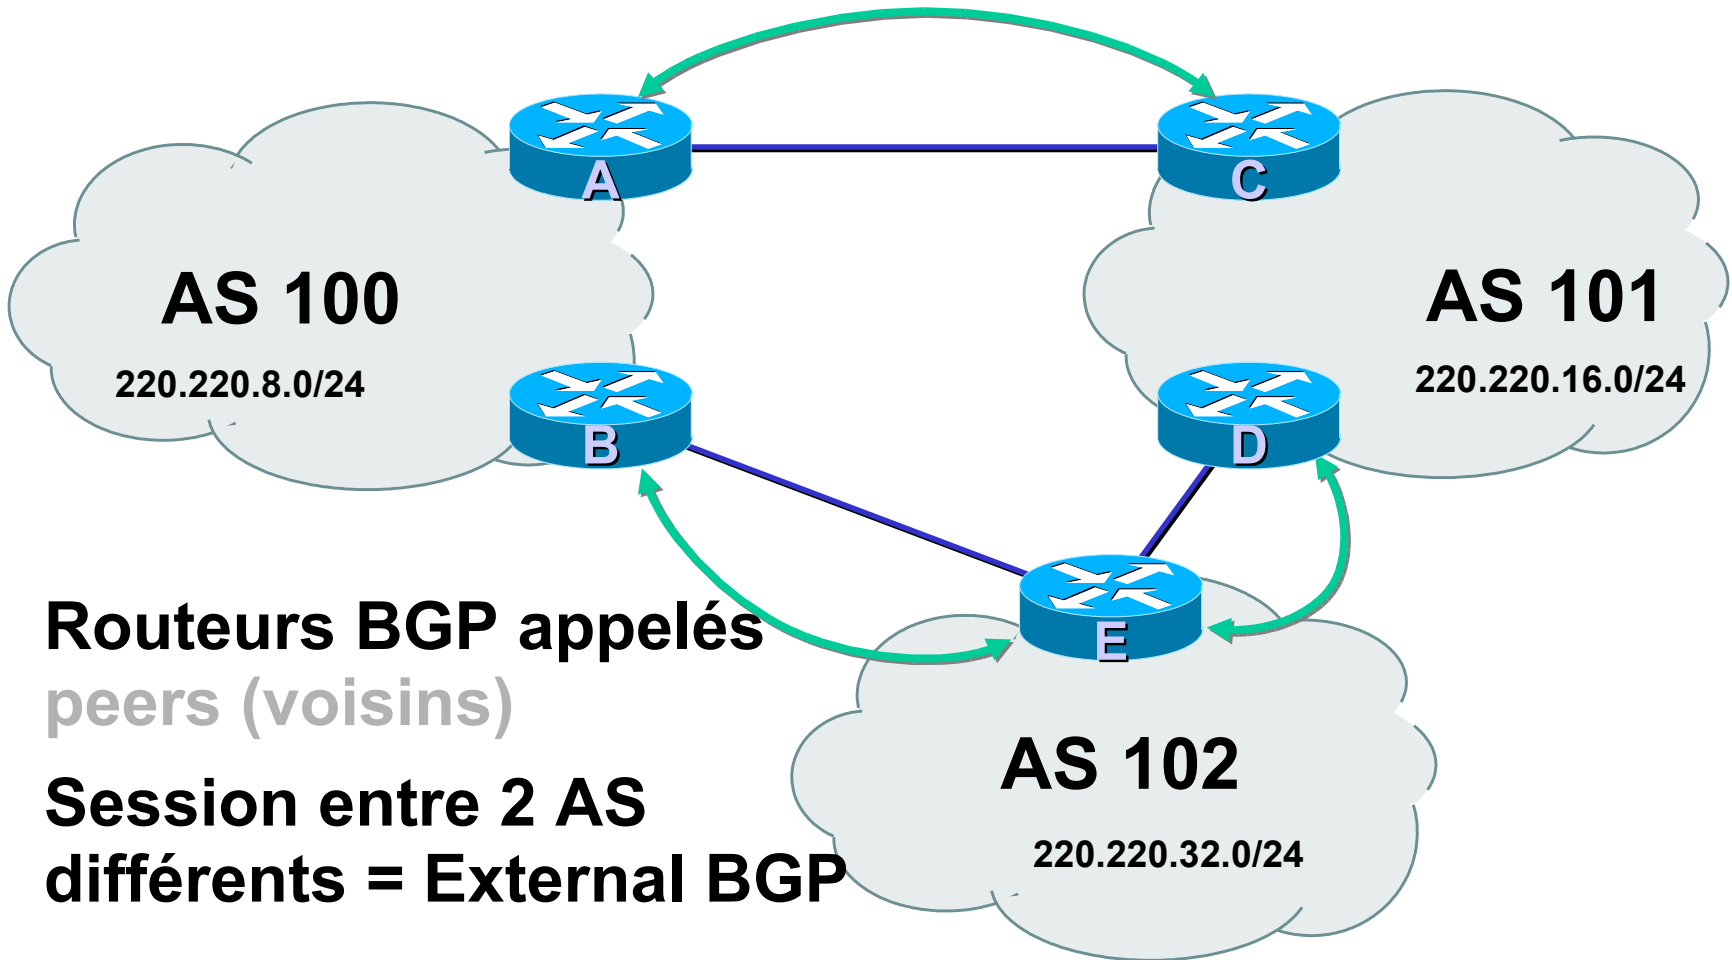 A
C
AS 100
AS 101
220.220.8.0/24
220.220.16.0/24
B
D
E
Routeurs BGP appelés
peers (voisins)
AS 102
Session entre 2 AS
différents = External BGP
220.220.32.0/24